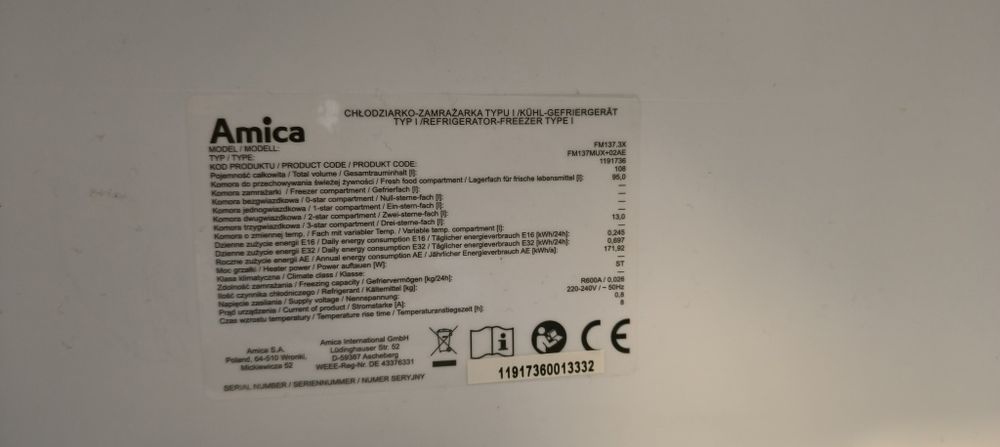 Amica
CHŁODZIARKO-ZAMRAŻARKA TYPU I /KÜHL-GEFRIERGERÄT
TYP I /REFRIGERATOR-FREEZER TYPE I
MODEL / MODELL: FM137.3X
TYP / TYPE: FM137MUX+02AE
KOD PRODUKTU / PRODUCT CODE / PRODUKT CODE: 1191736
Pojemność całkowita / Total volume / Gesamtrauminhalt [l]: 108
Komora do przechowywania świeżej żywności / Fresh food compartment / Lagerfach für frische lebensmittel [l]: 95,0
Komora zamrażarki / Freezer compartment / Gefrierfach [l]: —
Komora bezgwiazdkowa / 0-star compartment / Null-sterne-fach [l]: —
Komora jednogwiazdkowa / 1-star compartment / Ein-stern-fach [l]: —
Komora dwugwiazdkowa / 2-star compartment / Zwei-sterne-fach [l]: 13,0
Komora trzygwiazdkowa / 3-star compartment / Drei-sterne-fach [l]: —
Komora o zmiennej temp. / Fach mit variabler Temp. / Variable temp. compartment [l]: —
Dzienne zużycie energii E16 / Daily energy consumption E16 / Täglicher energieverbrauch E16 [kWh/24h]: 0,245
Dzienne zużycie energii E32 / Daily energy consumption E32 / Täglicher energieverbrauch E32 [kWh/24h]: 0,697
Roczne zużycie energii AE / Annual energy consumption AE / Jährlicher Energieverbrauch AE [kWh/a]: 171,92
Moc grzałki / Heater power / Power auftauen [W]: —
Klasa klimatyczna / Climate class / Klasse: ST
Zdolność zamrażania / Freezing capacity / Gefriervermögen [kg/24h]: —
Ilość czynnika chłodniczego / Refrigerant / Kältemittel [kg]: R600A / 0,026
Napięcie zasilania / Supply voltage / Nennspannung: 220-240V / ~ 50Hz
Prąd urządzenia / Current of product / Stromstarke [A]: 0,8
Czas wzrostu temperatury / Temperature rise time / Temperaturanstiegszeit [h]: 8
Amica S.A.
Poland, 64-510 Wronki,
Mickiewicza 52
Amica International GmbH
Lüdinghauser Str. 52
D-59387 Ascheberg
WEEE-Reg-Nr. DE 43376331
CE
SERIAL NUMBER / SERIENNUMMER / NUMER SERYJNY
11917360013332